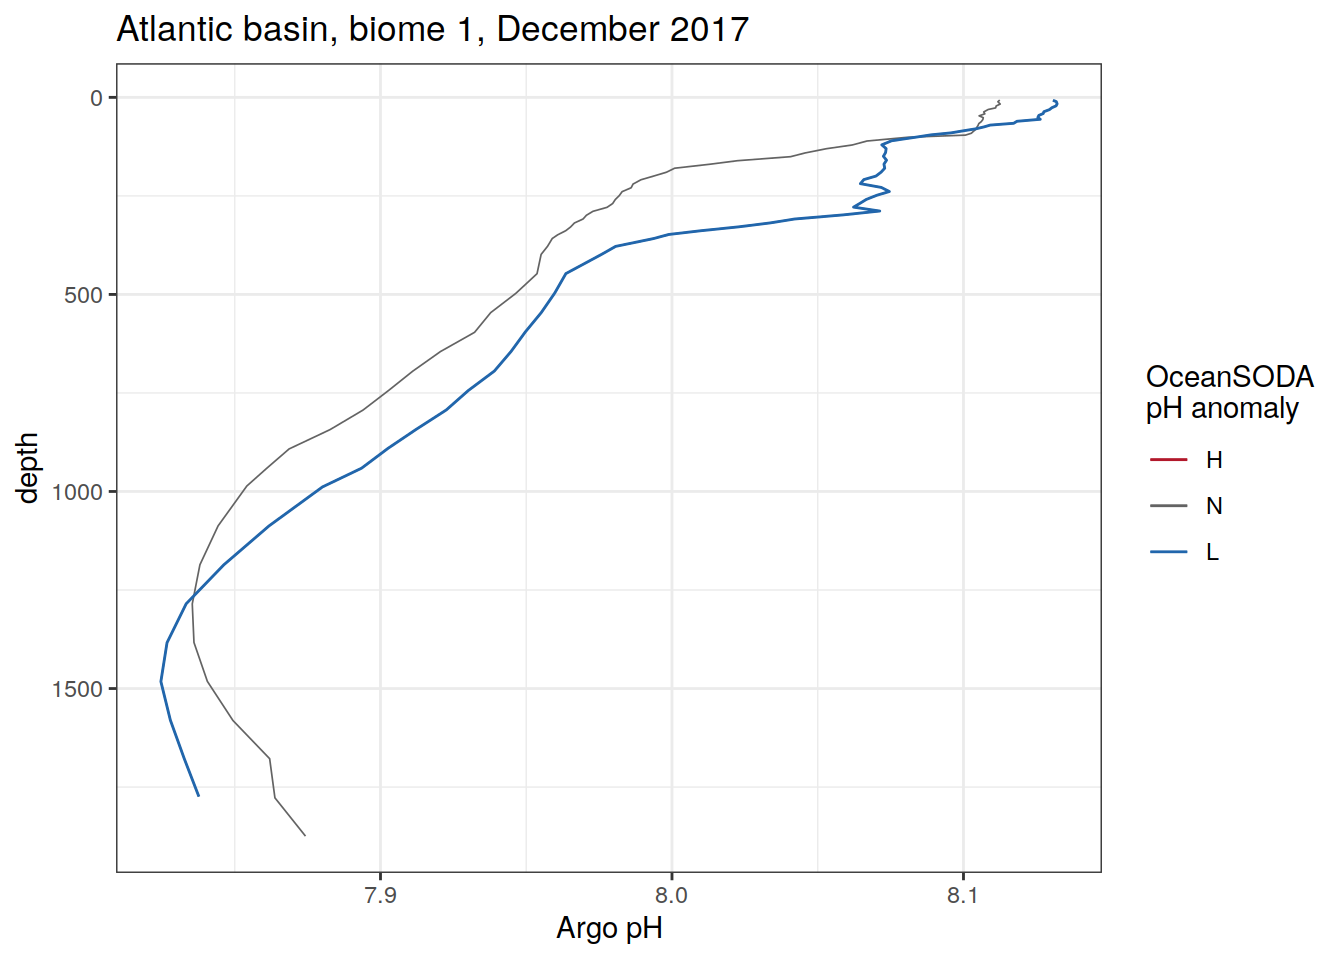 Atlantic basin, biome 1, December 2017
0
500
1000
1500
depth
7.9
8.0
8.1
Argo pH
OceanSODA
pH anomaly
H
N
L